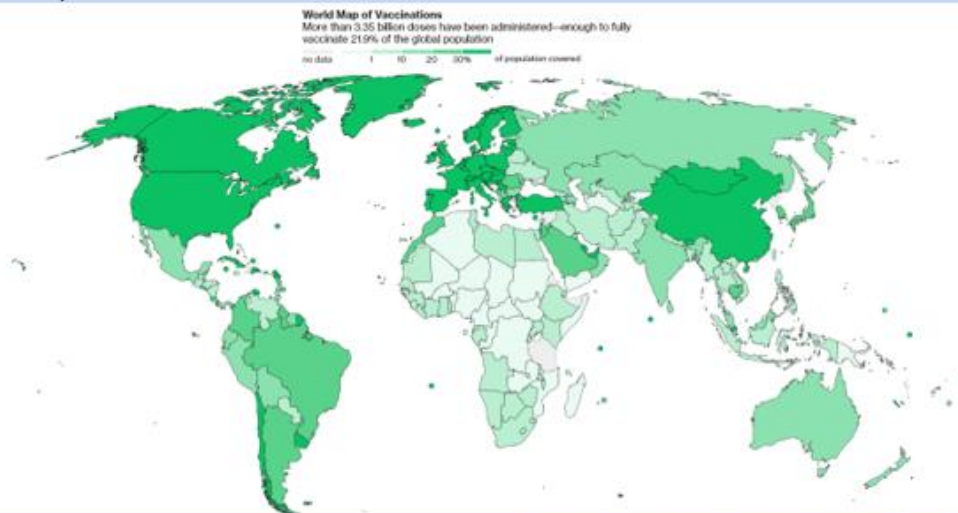 World Map of Vaccinations
More than 3.35 billion doses have been administered—enough to fully
vaccinate 21.9% of the global population
no data 1 10 20 30% of population covered